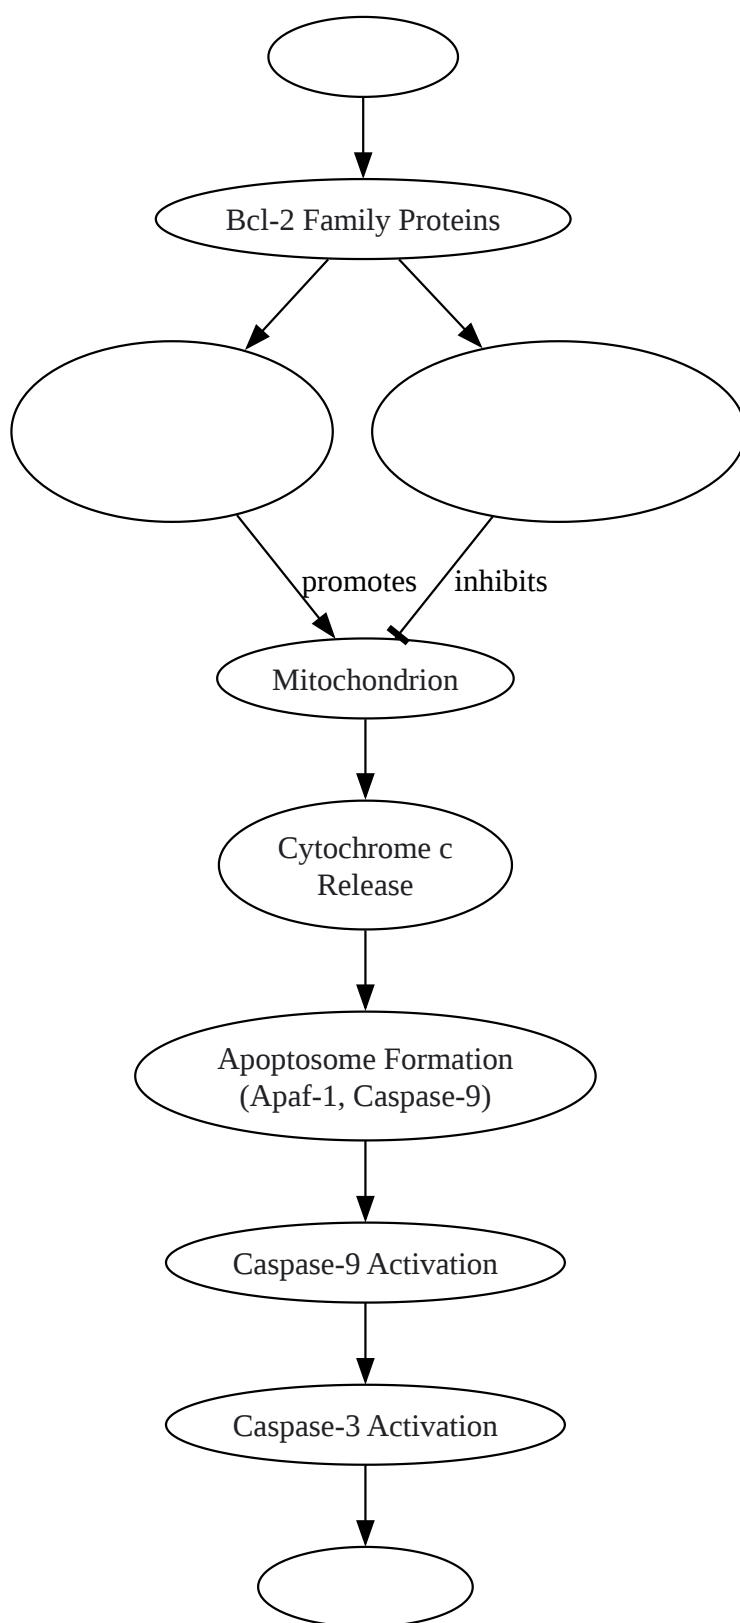 Bcl-2 Family Proteins
promotes
inhibits
Mitochondrion
Cytochrome c
Release
Apoptosome Formation
(Apaf-1, Caspase-9)
Caspase-9 Activation
Caspase-3 Activation